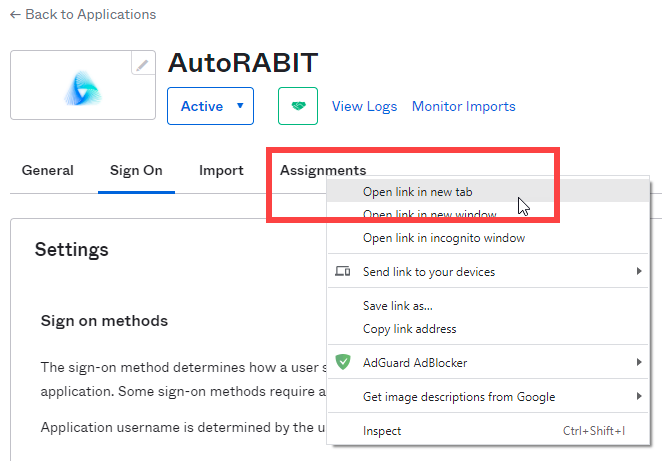 ← Back to Applications
AutoRABIT
Active ▼ View Logs Monitor Imports
General Sign On Import Assignments
Open link in new tab
Open link in new window
Open link in incognito window
Send link to your devices
Save link as...
Copy link address
AdGuard AdBlocker
Get image descriptions from Google
Inspect Ctrl+Shift+I
Settings
Sign on methods
The sign-on method determines how a user s
application. Some sign-on methods require a
Application username is determined by the u